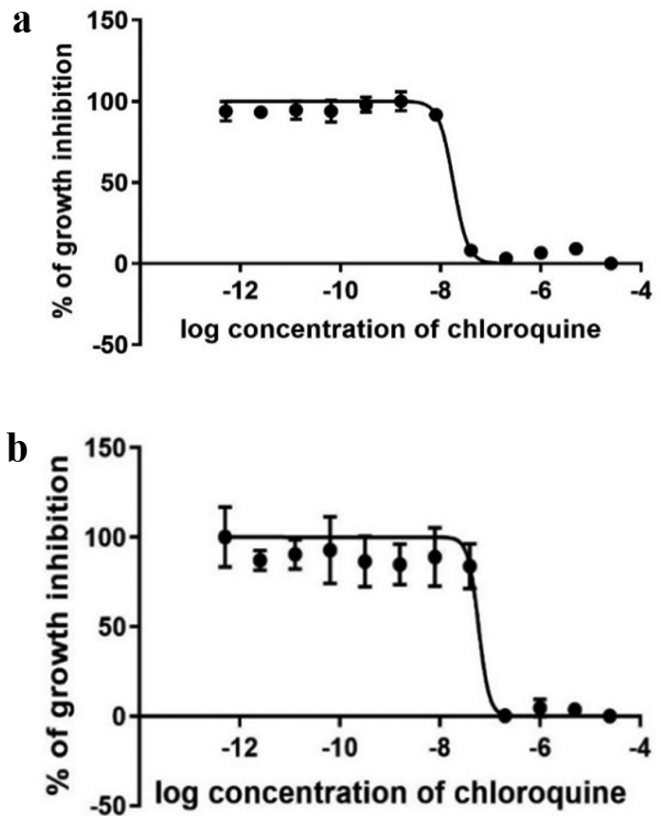 a
150
100
50
0
-50
% of growth inhibition
-12 -10 -8 -6 -4
log concentration of chloroquine
b
150
100
50
0
-50
% of growth inhibition
-12 -10 -8 -6 -4
log concentration of chloroquine